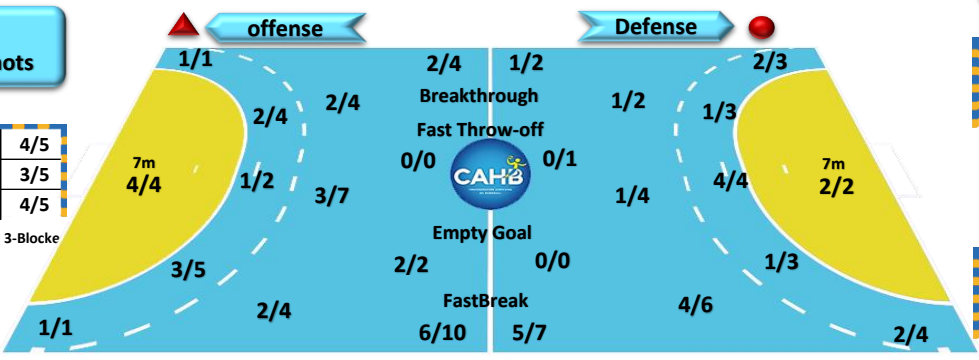 offense
Defense
ots
1/1
2/4
1/2
2/3
Breakthrough
2/4
2/4
1/2
1/3
Fast Throw-off
0/0
0/1
CAHB
4/5
3/5
4/5
3-Blocke
7m
4/4
1/2
3/7
1/4
4/4
7m
2/2
Empty Goal
2/2
0/0
3/5
1/3
FastBreak
2/4
4/6
1/1
6/10
5/7
2/4